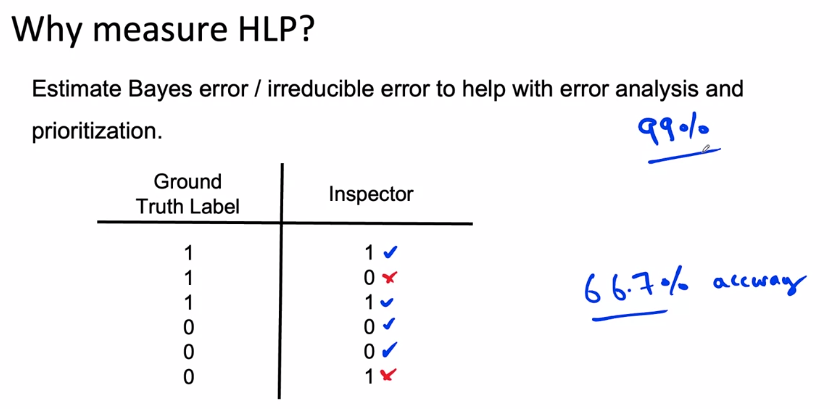 Why measure HLP?
Estimate Bayes error / irreducible error to help with error analysis and
prioritization.
99%
Ground
Truth Label
Inspector
1 1 ✓
1 0 ✗
1 1 ✓
0 0 ✓
0 0 ✓
0 1 ✗
66.7% accuracy